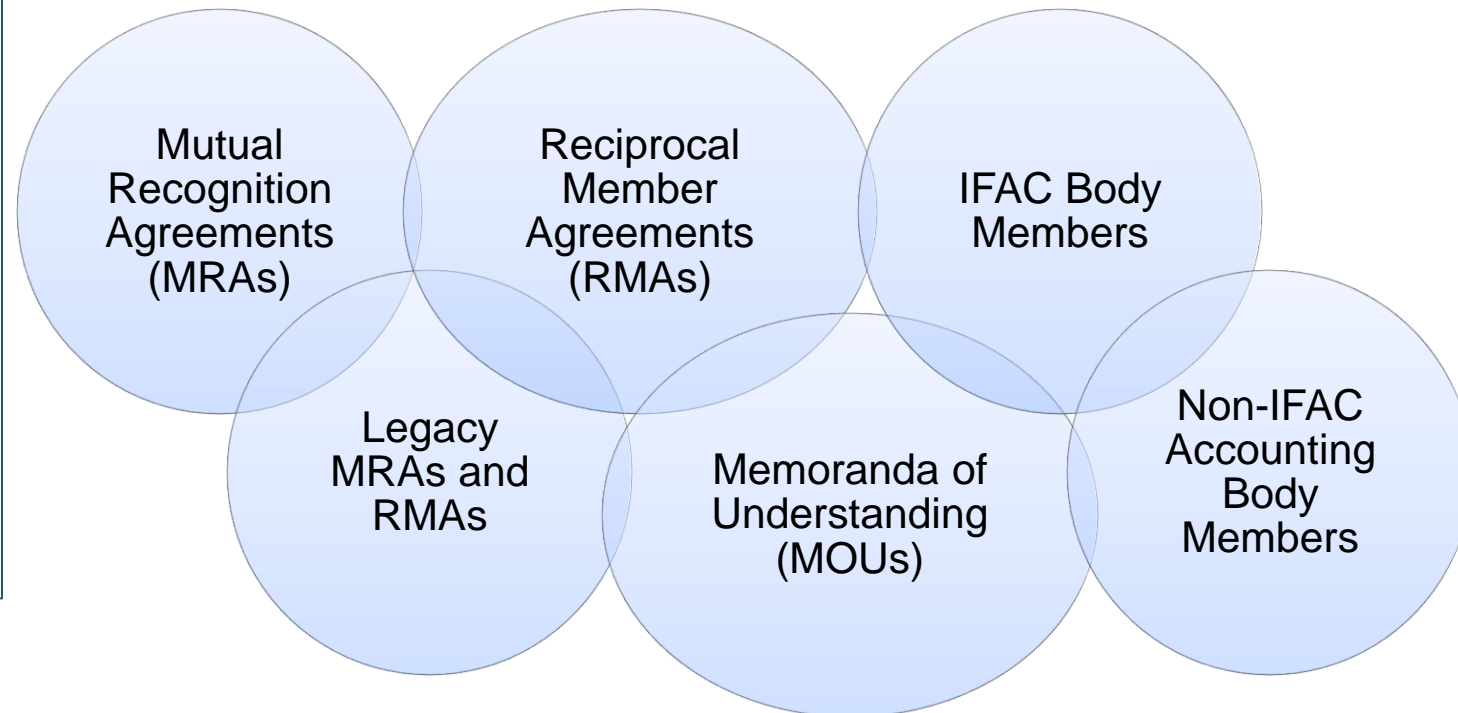 Mutual
Recognition
Agreements
(MRAs)
Reciprocal
Member
Agreements
(RMAs)
IFAC Body
Members
Legacy
MRAs and
RMAs
Memoranda of
Understanding
(MOUs)
Non-IFAC
Accounting
Body
Members